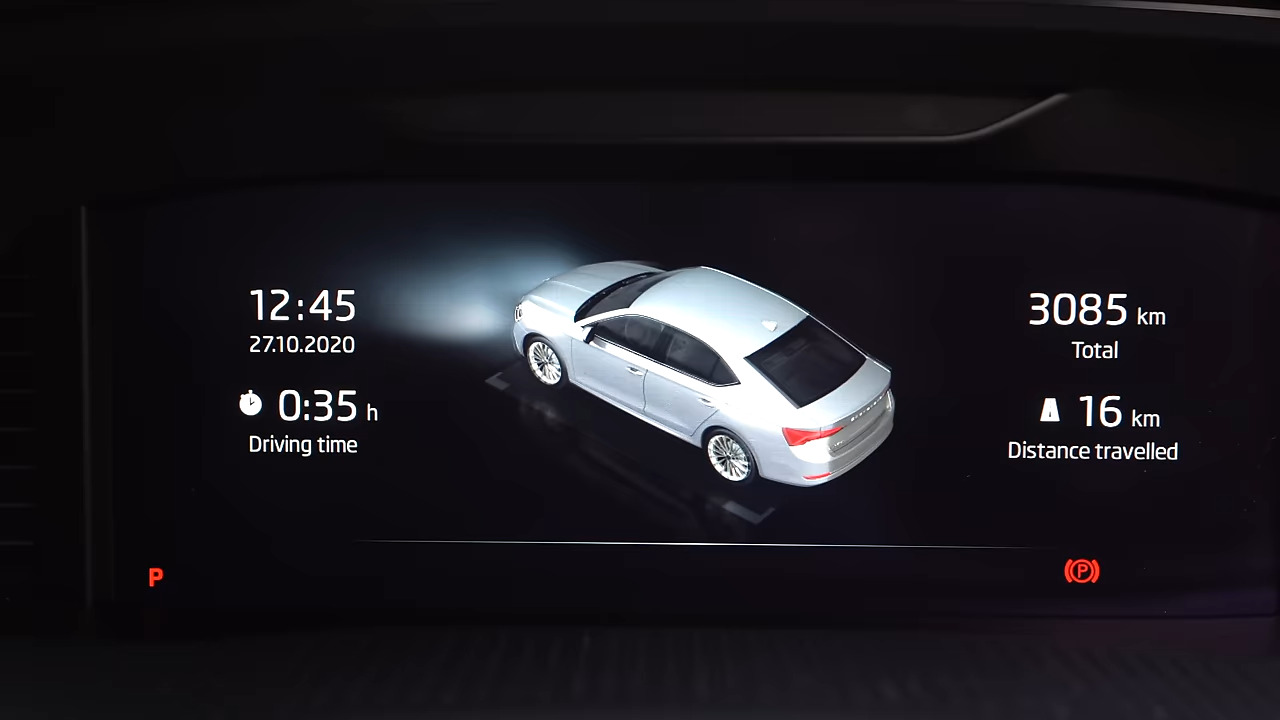 12:45
27.10.2020
0:35 h
Driving time
3085 km
Total
16 km
Distance travelled
P
P